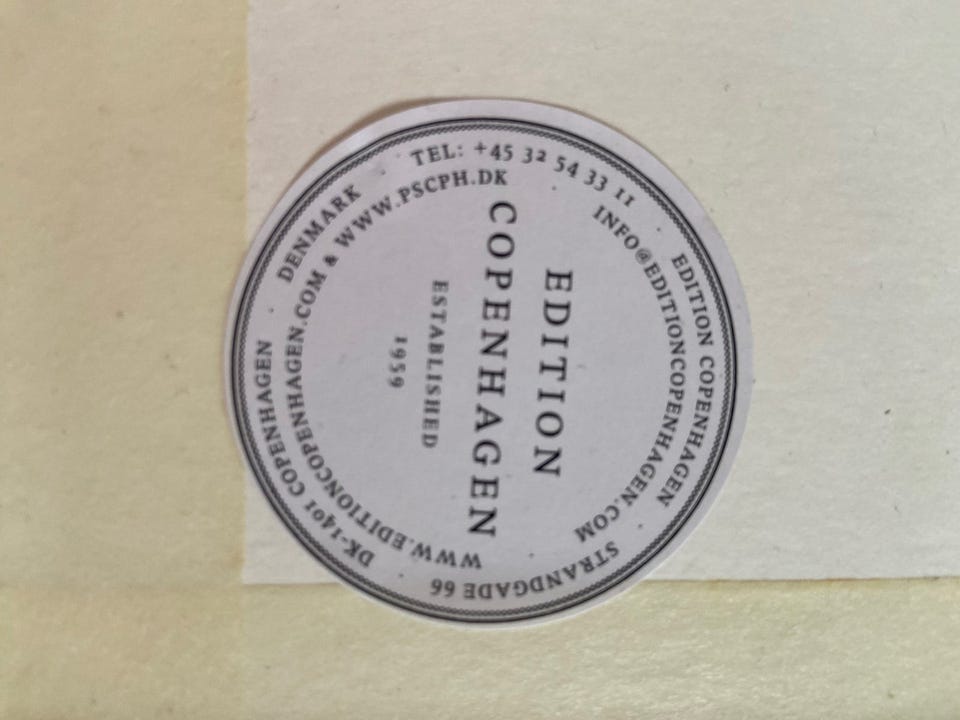 EDITION COPENHAGEN · STRANDGADE 66 · DK-1401 COPENHAGEN · DENMARK · TEL: +45 32 54 33 11
INFO@EDITIONCOPENHAGEN.COM · WWW.EDITIONCOPENHAGEN.COM & WWW.PSCPH.DK ·
EDITION
COPENHAGEN
ESTABLISHED
1959